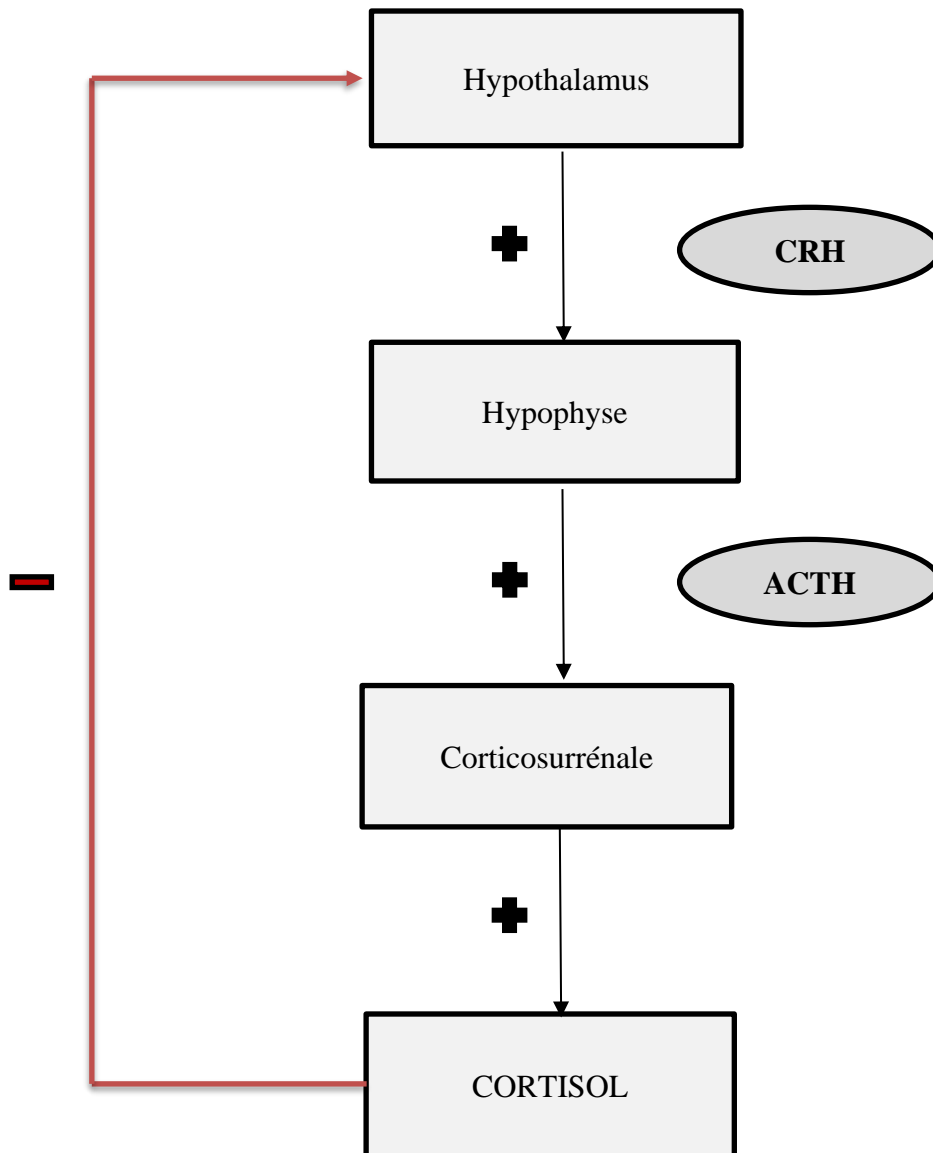 Hypothalamus
CRH
Hypophyse
ACTH
Corticosurrénale
CORTISOL